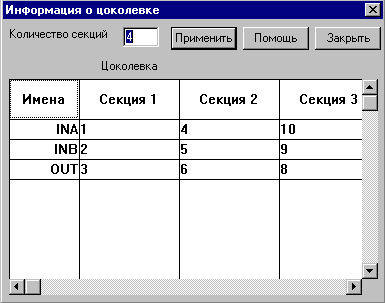 Информация о цоколевке
Количество секций 4 Применить Помощь Закрыть
Цоколевка
Имена Секция 1 Секция 2 Секция 3
INA 1 4 10
INB 2 5 9
OUT 3 6 8